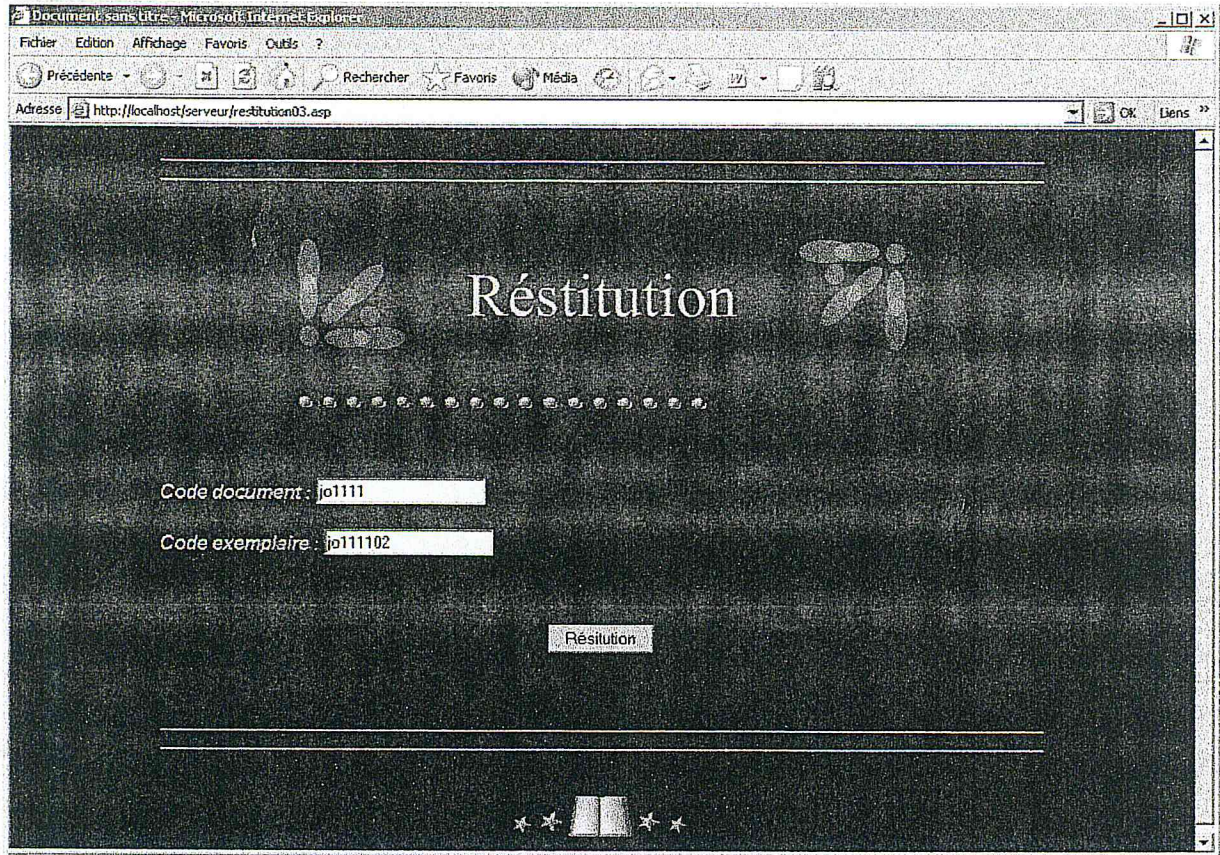 Document sans titre - Microsoft Internet Explorer
Fichier Edition Affichage Favoris Outils ?
Précédente Rechercher Favoris Média
Adresse http://localhost/serveur/restitution03.asp OK Liens »
Réstitution
Code document : jo1111
Code exemplaire : jo111102
Résitution